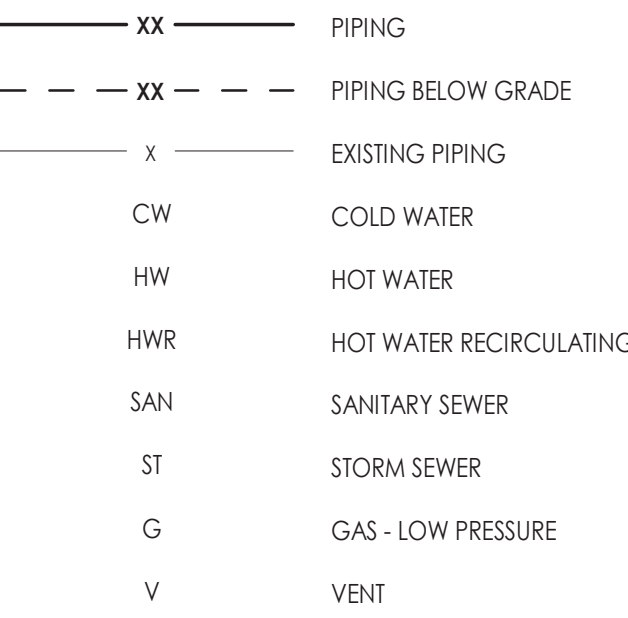 XX PIPING
XX PIPING BELOW GRADE
X EXISTING PIPING
CW COLD WATER
HW HOT WATER
HWR HOT WATER RECIRCULATING
SAN SANITARY SEWER
ST STORM SEWER
G GAS - LOW PRESSURE
V VENT